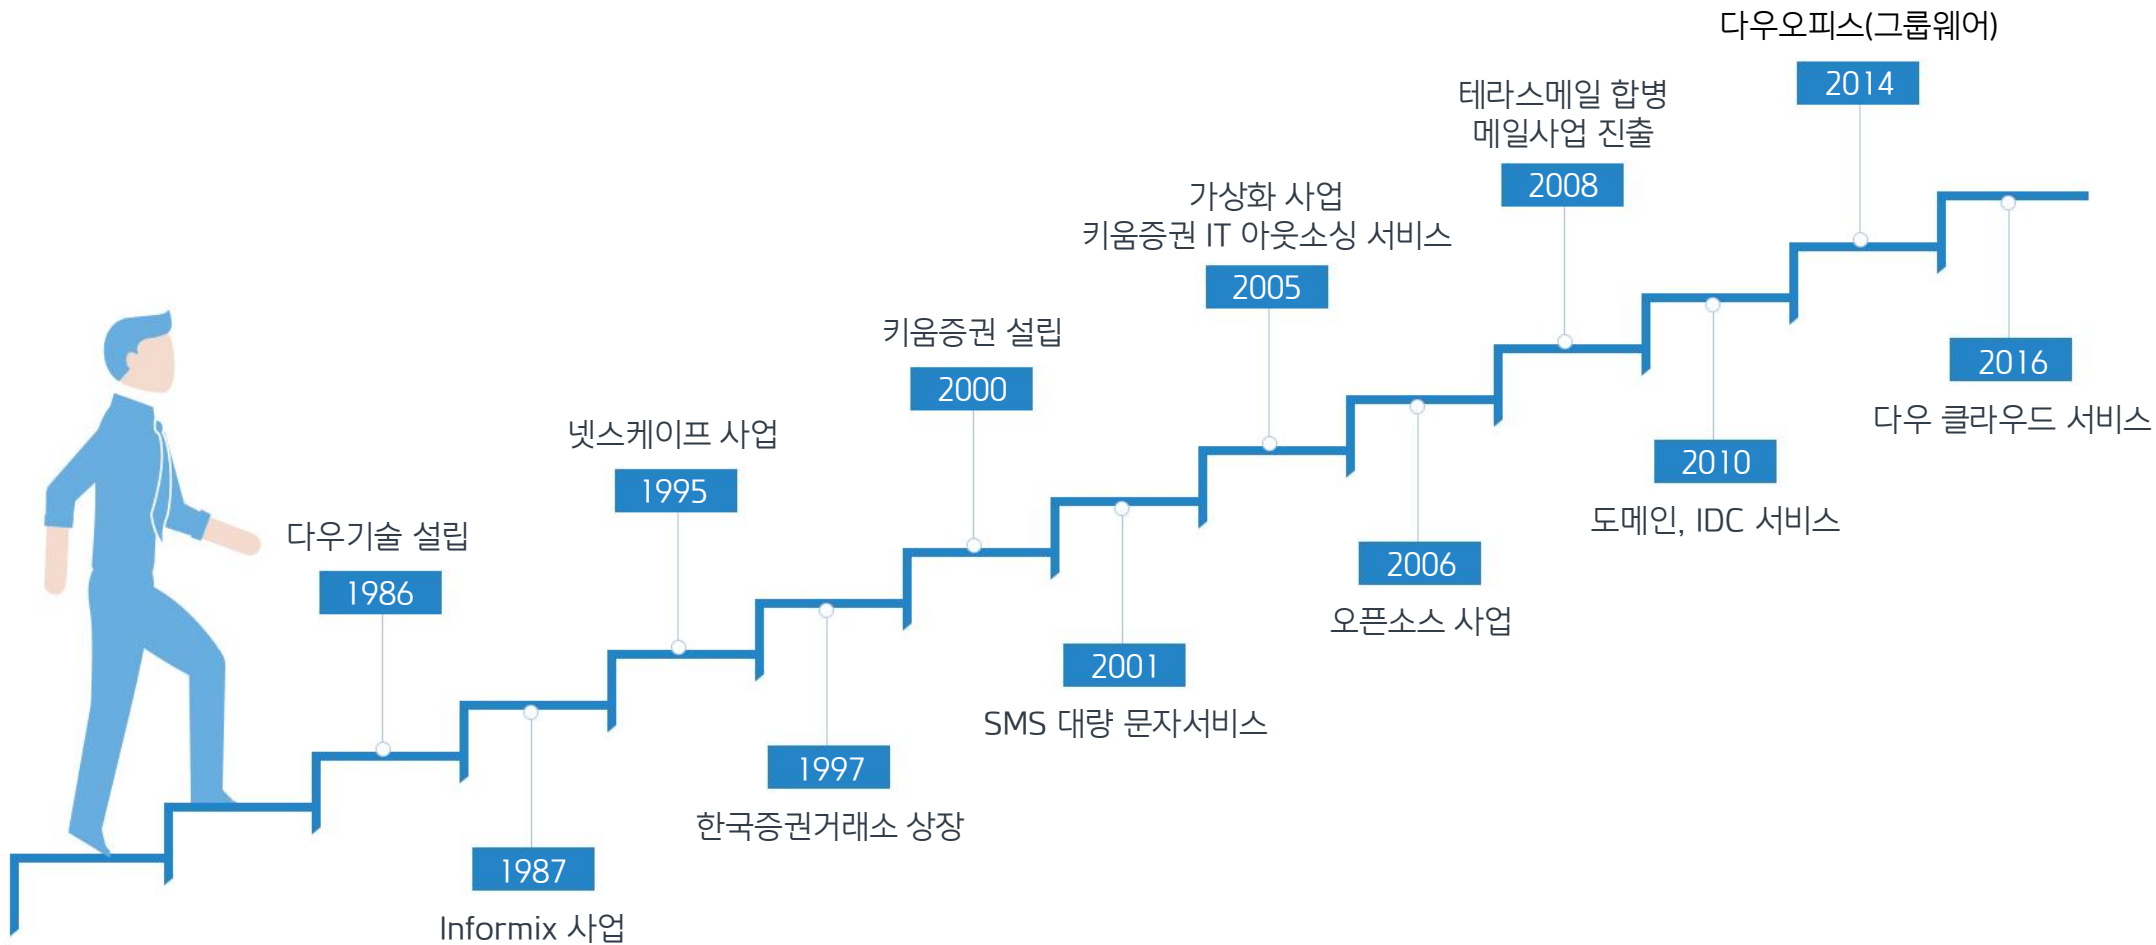 다우기술 설립
1986
1987
Informix 사업
넷스케이프 사업
1995
1997
한국증권거래소 상장
키움증권 설립
2000
2001
SMS 대량 문자서비스
가상화 사업
키움증권 IT 아웃소싱 서비스
2005
2006
오픈소스 사업
테라스메일 합병
메일사업 진출
2008
2010
도메인, IDC 서비스
다우오피스(그룹웨어)
2014
2016
다우 클라우드 서비스